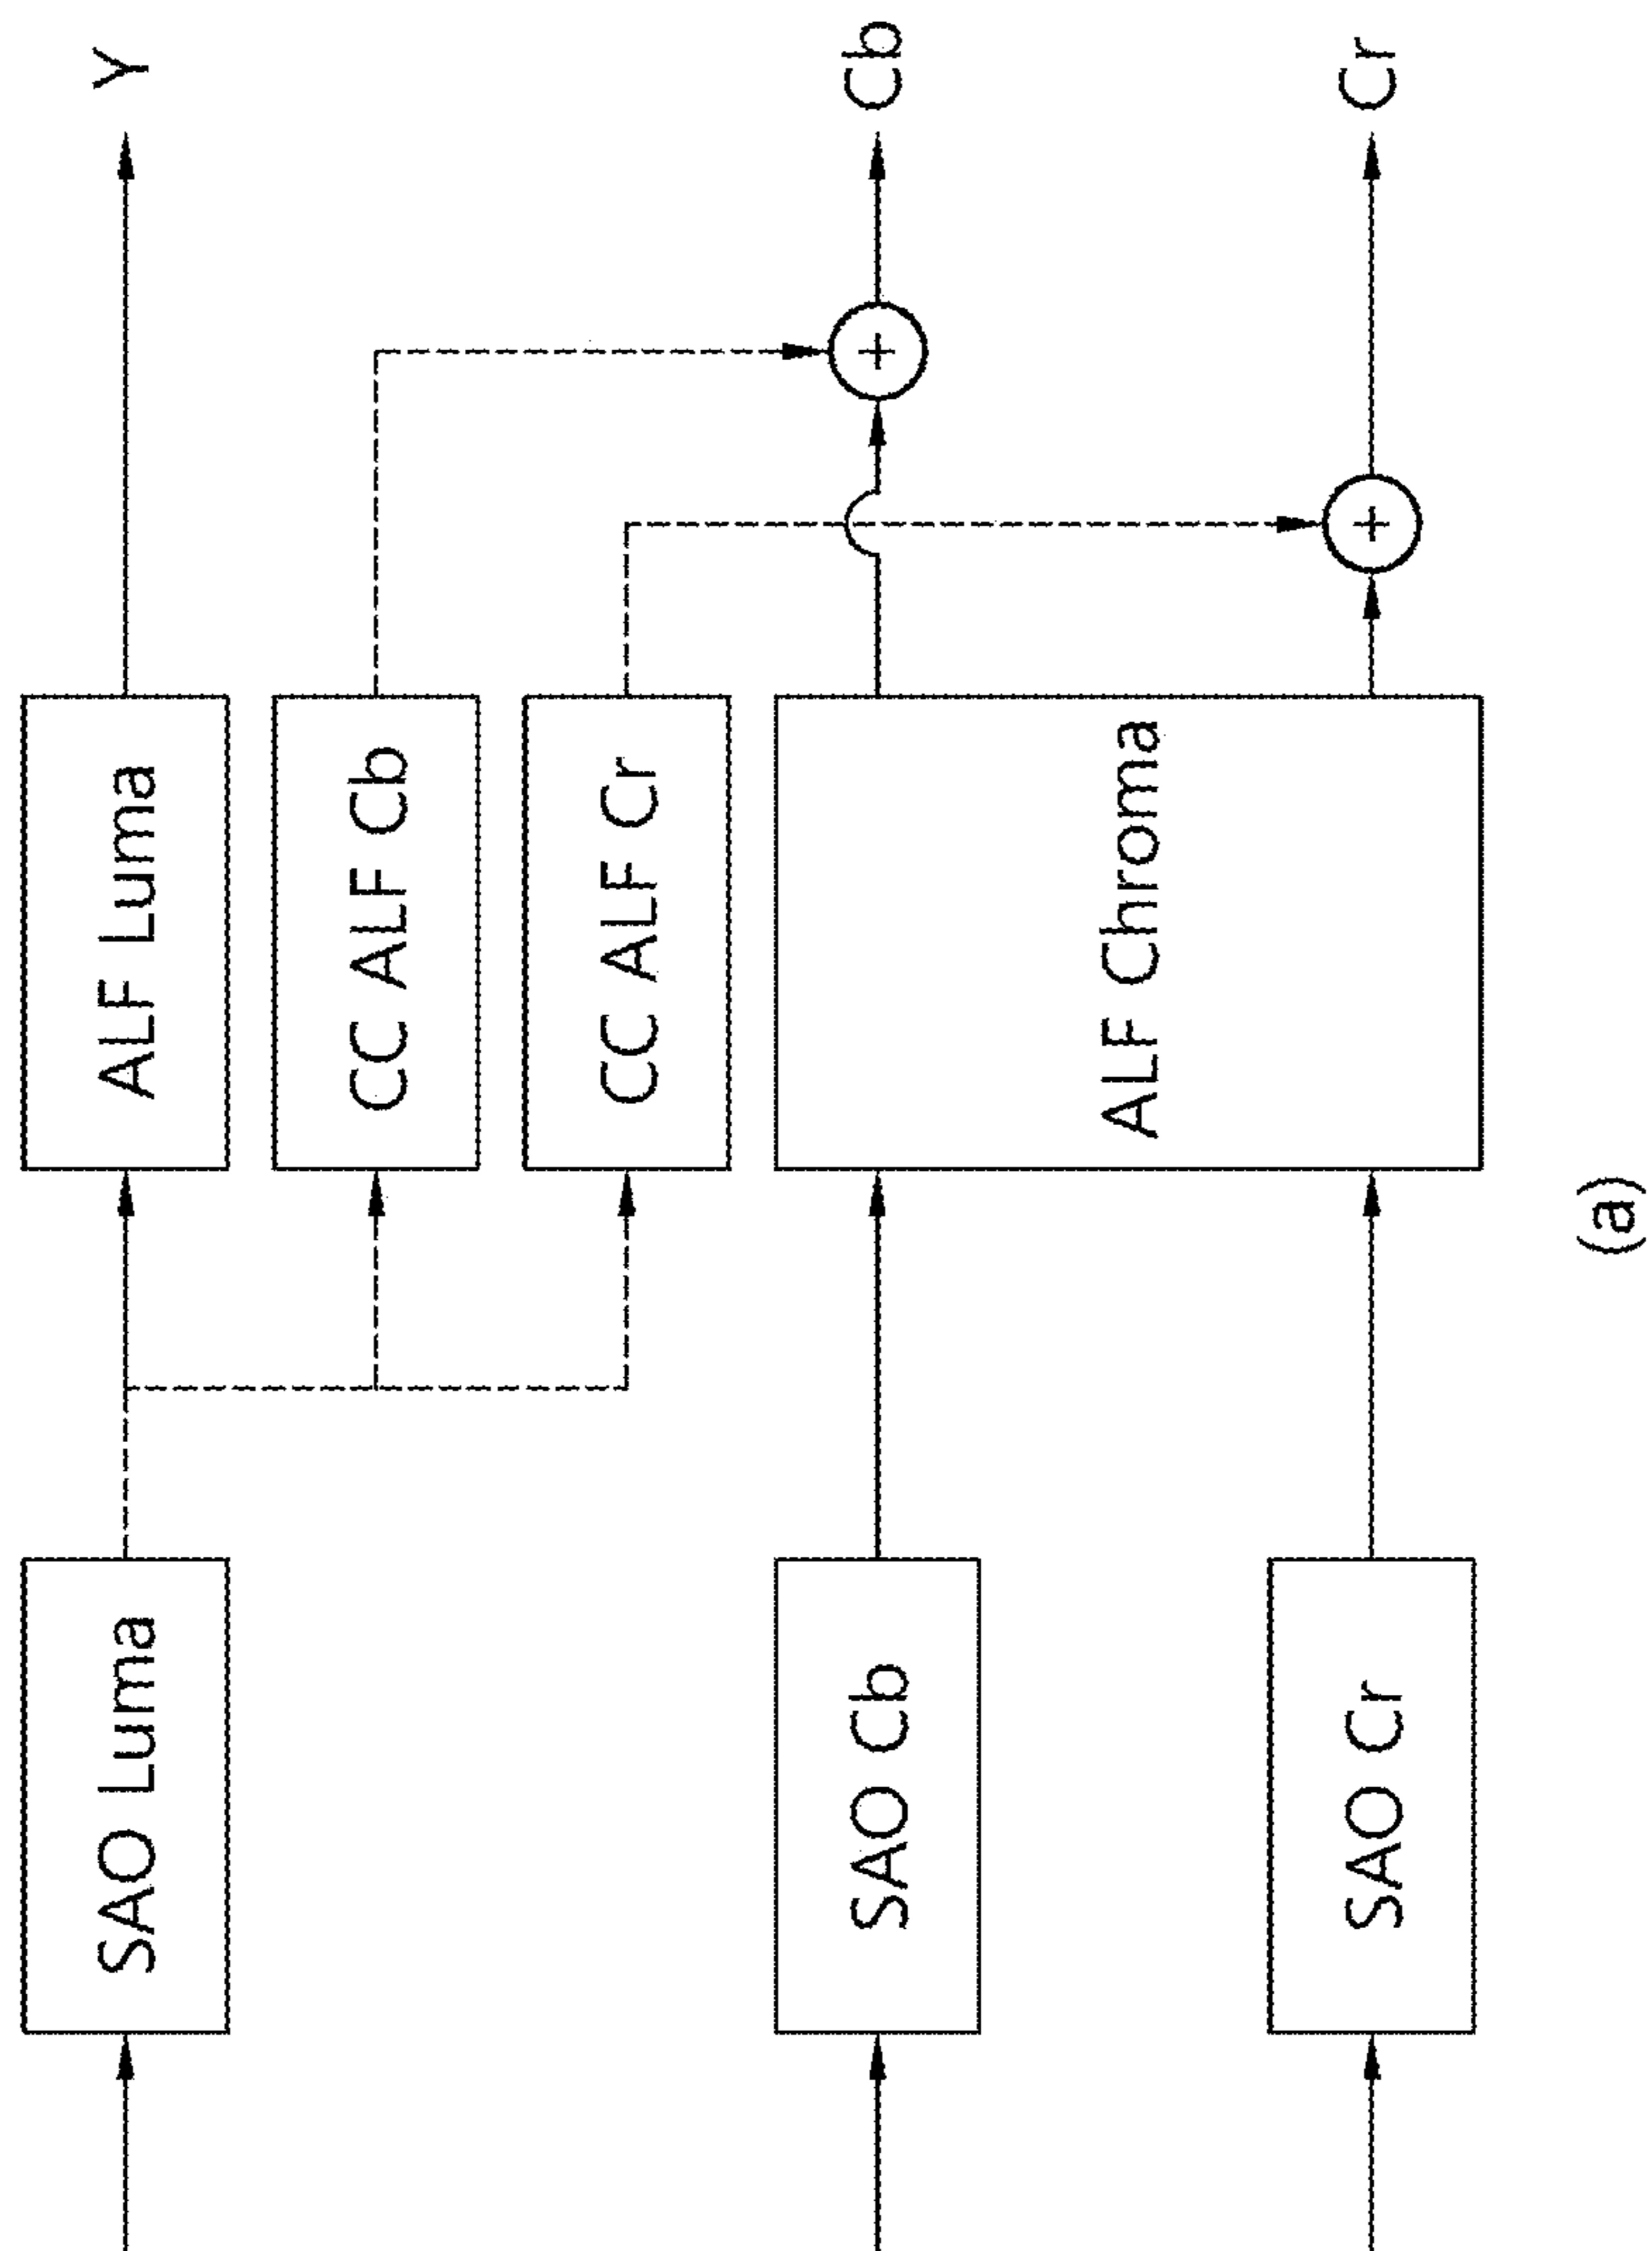 SAO Luma
ALF Luma
Y
CC ALF Cb
CC ALF Cr
SAO Cb
ALF Chroma
+
Cb
SAO Cr
+
Cr
(a)